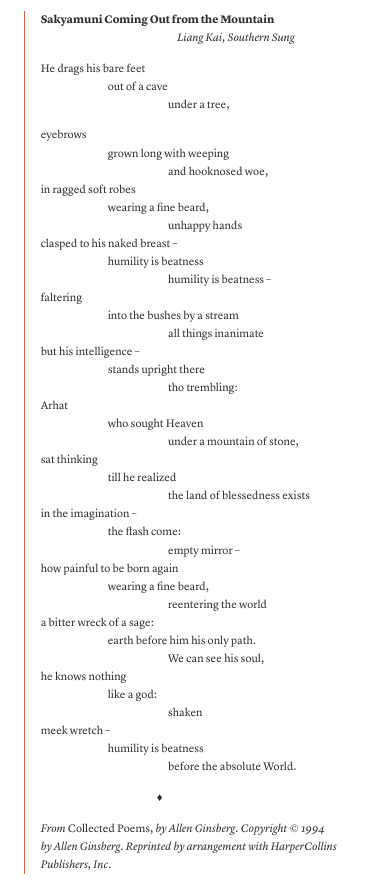 Sakyamuni Coming Out from the Mountain
Liang Kai, Southern Sung
He drags his bare feet
out of a cave
under a tree,
eyebrows
grown long with weeping
and hooknosed woe,
in ragged soft robes
wearing a fine beard,
unhappy hands
clasped to his naked breast –
humility is beatness
humility is beatness –
faltering
into the bushes by a stream
all things inanimate
but his intelligence –
stands upright there
tho trembling:
Arhat
who sought Heaven
under a mountain of stone,
sat thinking
till he realized
the land of blessedness exists
in the imagination –
the flash come:
empty mirror –
how painful to be born again
wearing a fine beard,
reentering the world
a bitter wreck of a sage:
earth before him his only path.
We can see his soul,
he knows nothing
like a god:
shaken
meek wretch –
humility is beatness
before the absolute World.
♦
From Collected Poems, by Allen Ginsberg. Copyright © 1994
by Allen Ginsberg. Reprinted by arrangement with HarperCollins
Publishers, Inc.